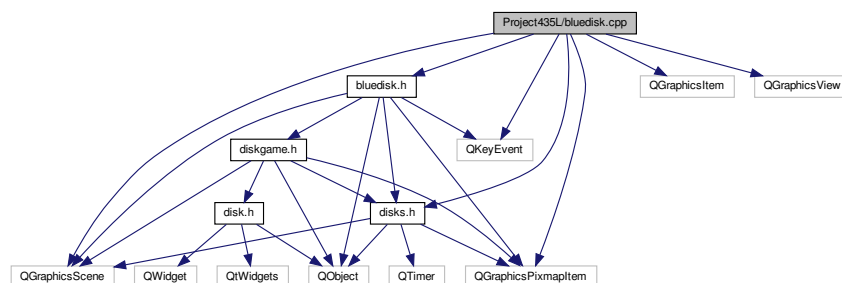 Project435L/bluedisk.cpp
bluedisk.h
QGraphicsItem
QGraphicsView
diskgame.h
QKeyEvent
disk.h
disks.h
QGraphicsScene
QWidget
QtWidgets
QObject
QTimer
QGraphicsPixmapItem